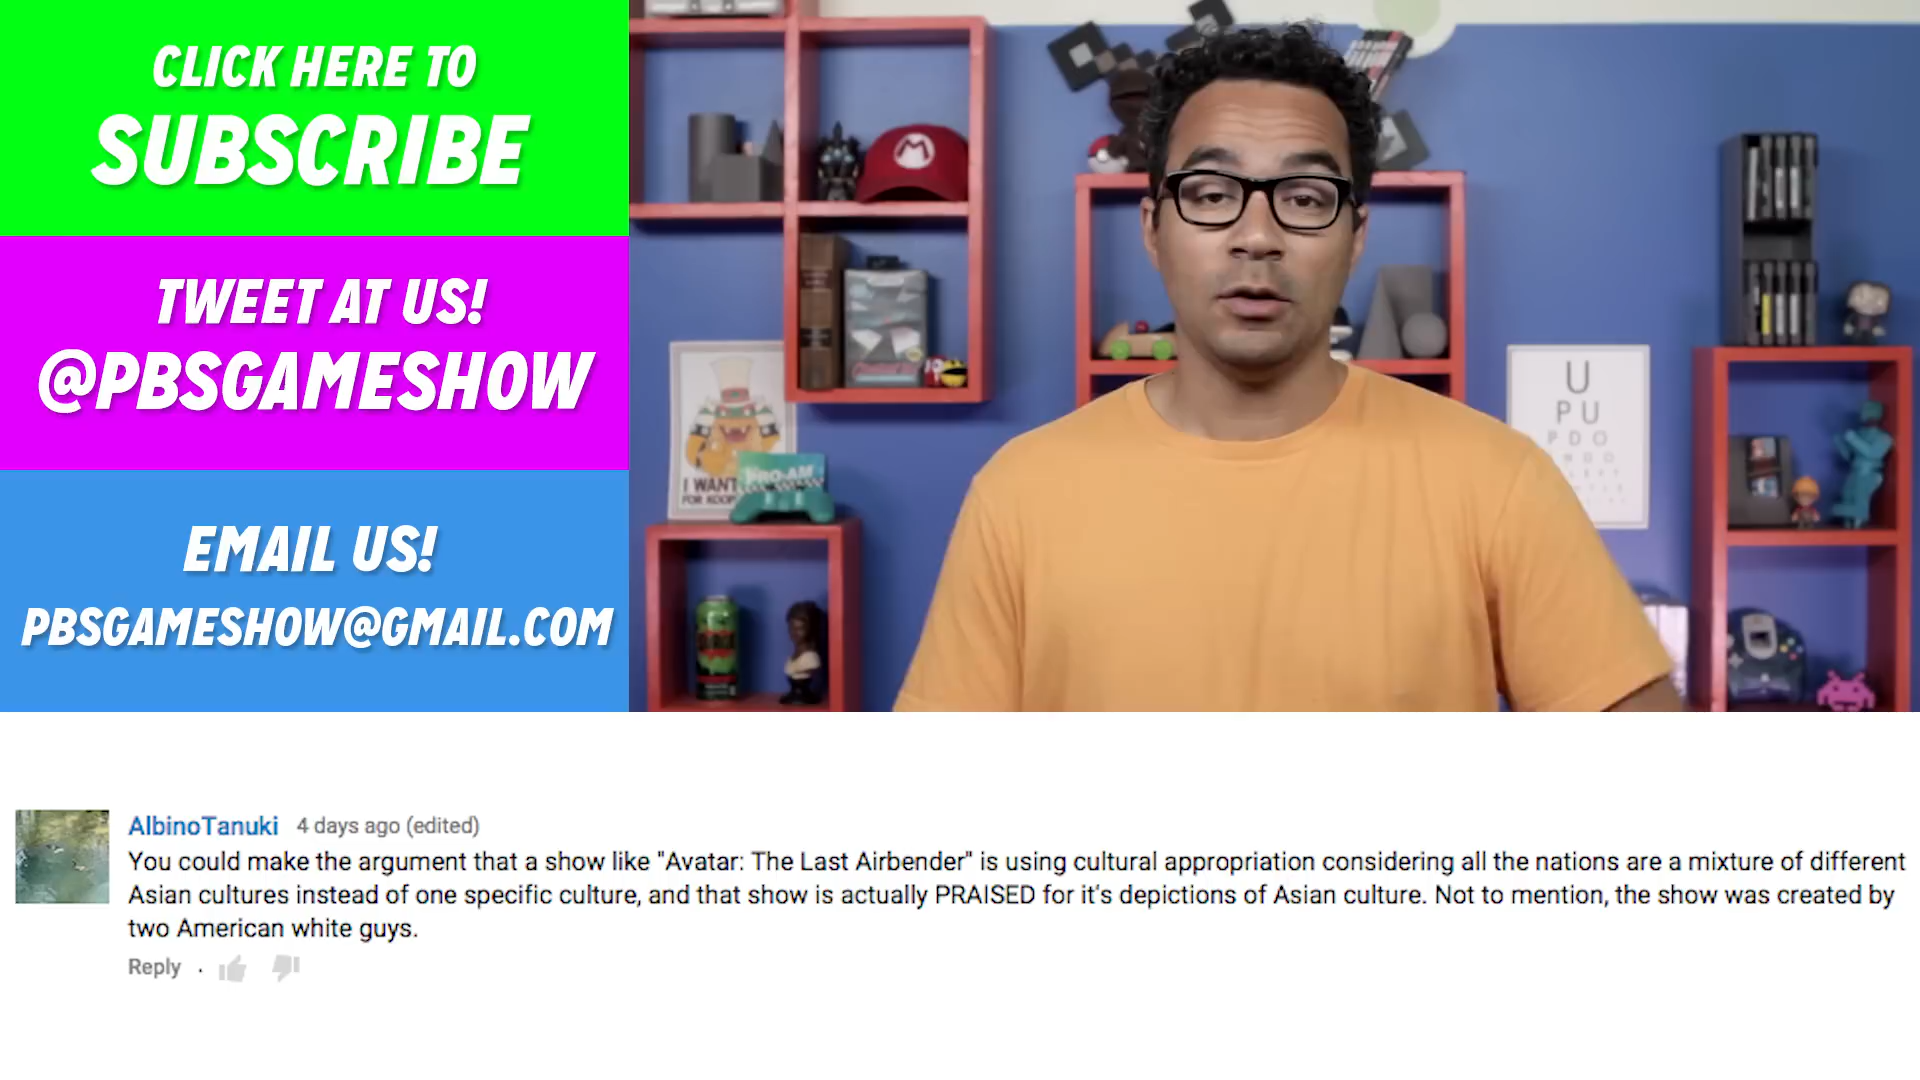 CLICK HERE TO
SUBSCRIBE
TWEET AT US!
@PBSGAMESHOW
EMAIL US!
PBSGAMESHOW@GMAIL.COM
M
I WANT
PRO-AM
U
P U
P D O
AlbinoTanuki 4 days ago (edited)
You could make the argument that a show like "Avatar: The Last Airbender" is using cultural appropriation considering all the nations are a mixture of different
Asian cultures instead of one specific culture, and that show is actually PRAISED for it's depictions of Asian culture. Not to mention, the show was created by
two American white guys.
Reply